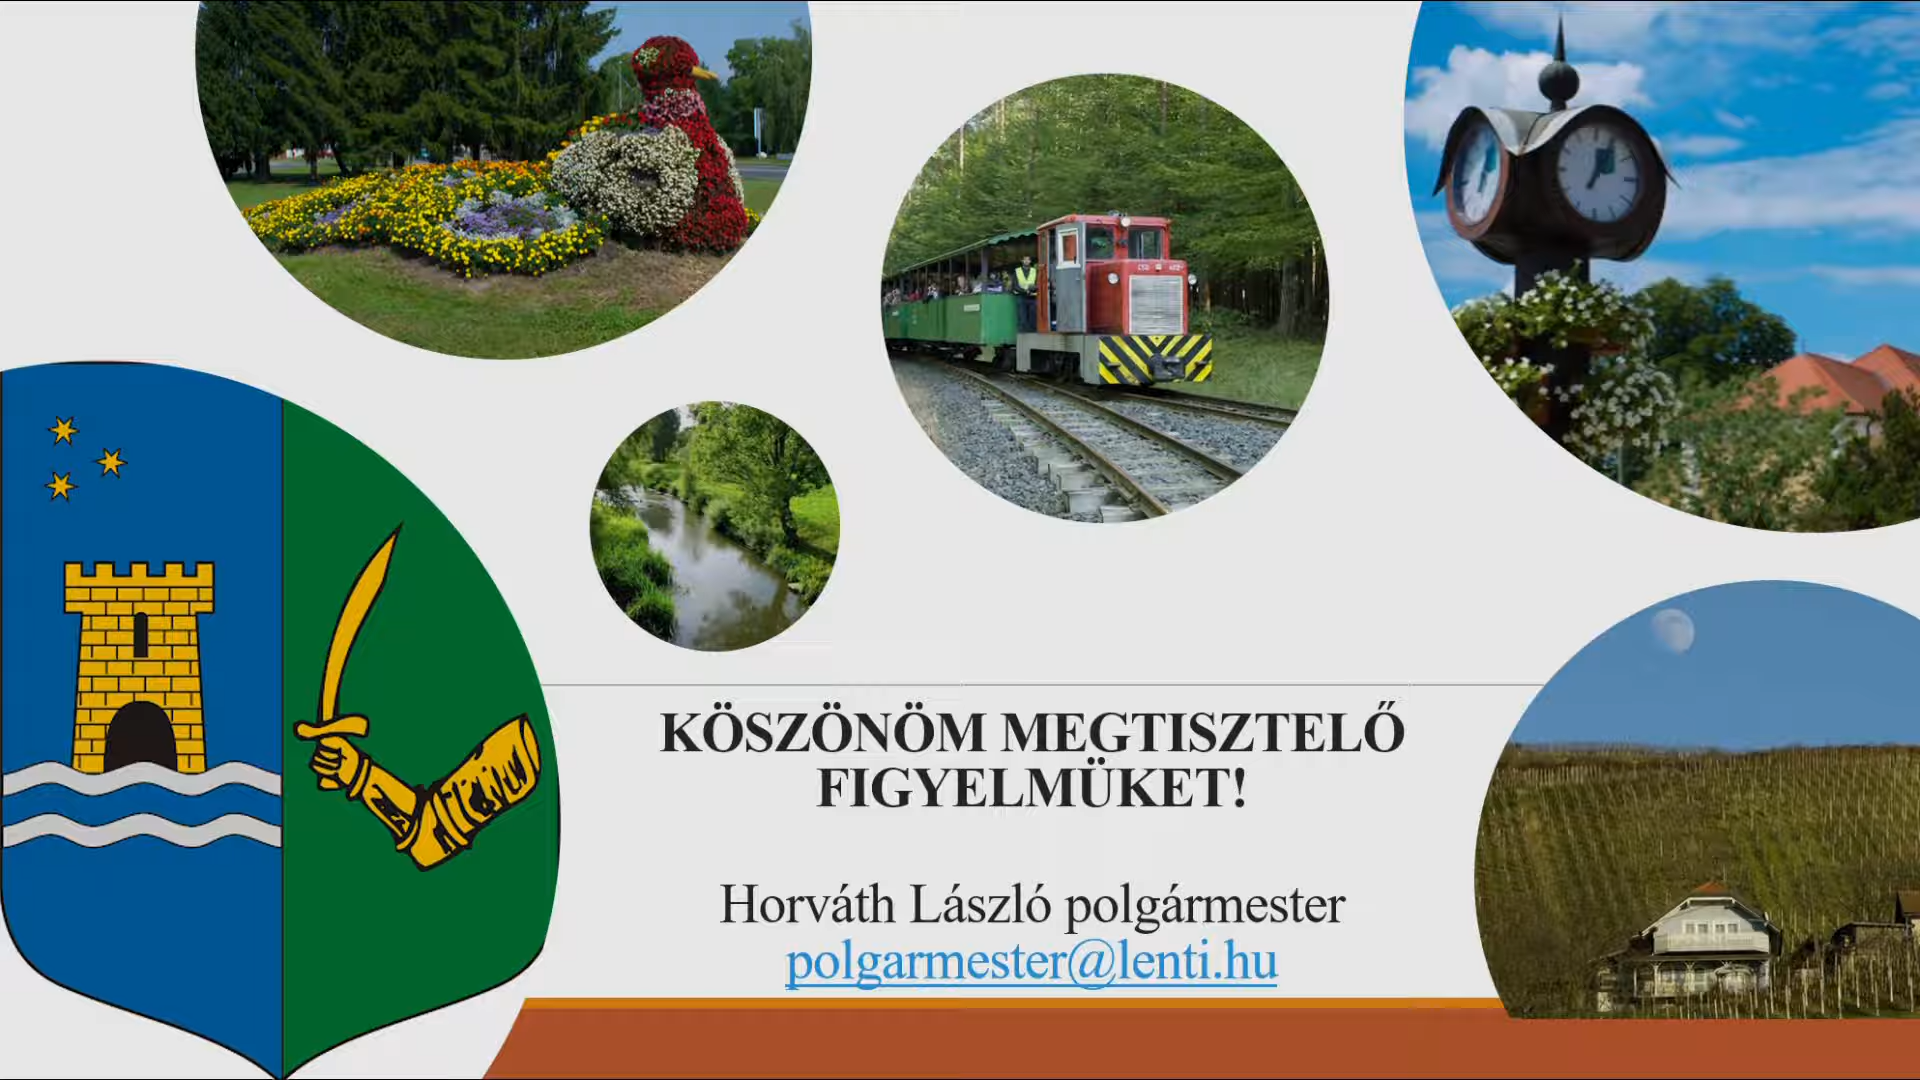 KÖSZÖNÖM MEGTISZTELŐ
FIGYELMÜKET!
Horváth László polgármester
polgarmester@lenti.hu